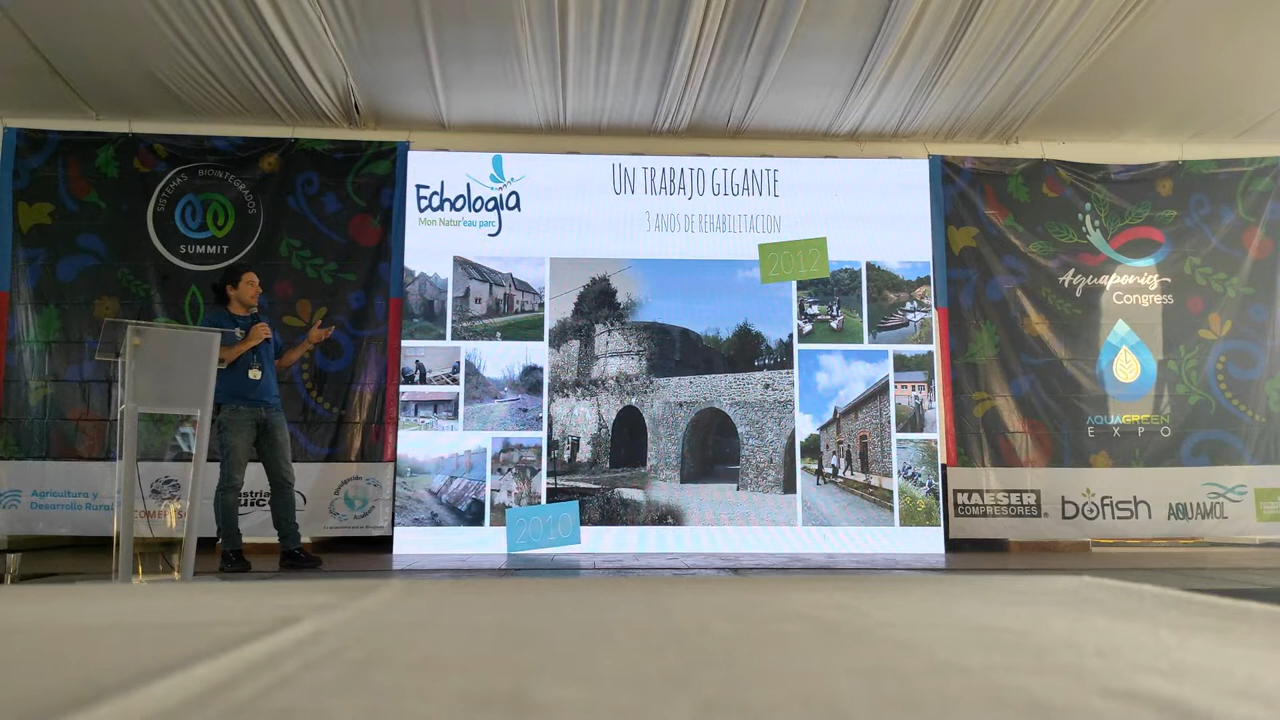 SISTEMAS BIOINTEGRADOS
SUMMIT
Echologia
Mon Natur'eau parc
UN TRABAJO GIGANTE
3 ANOS DE REHABILITACION
2012
2010
Aquaponics
Congress
AQUAGREEN
EXPO
Agricultura y
Desarrollo Rural
KAESER
COMPRESORES
bofish
AQUAMOL